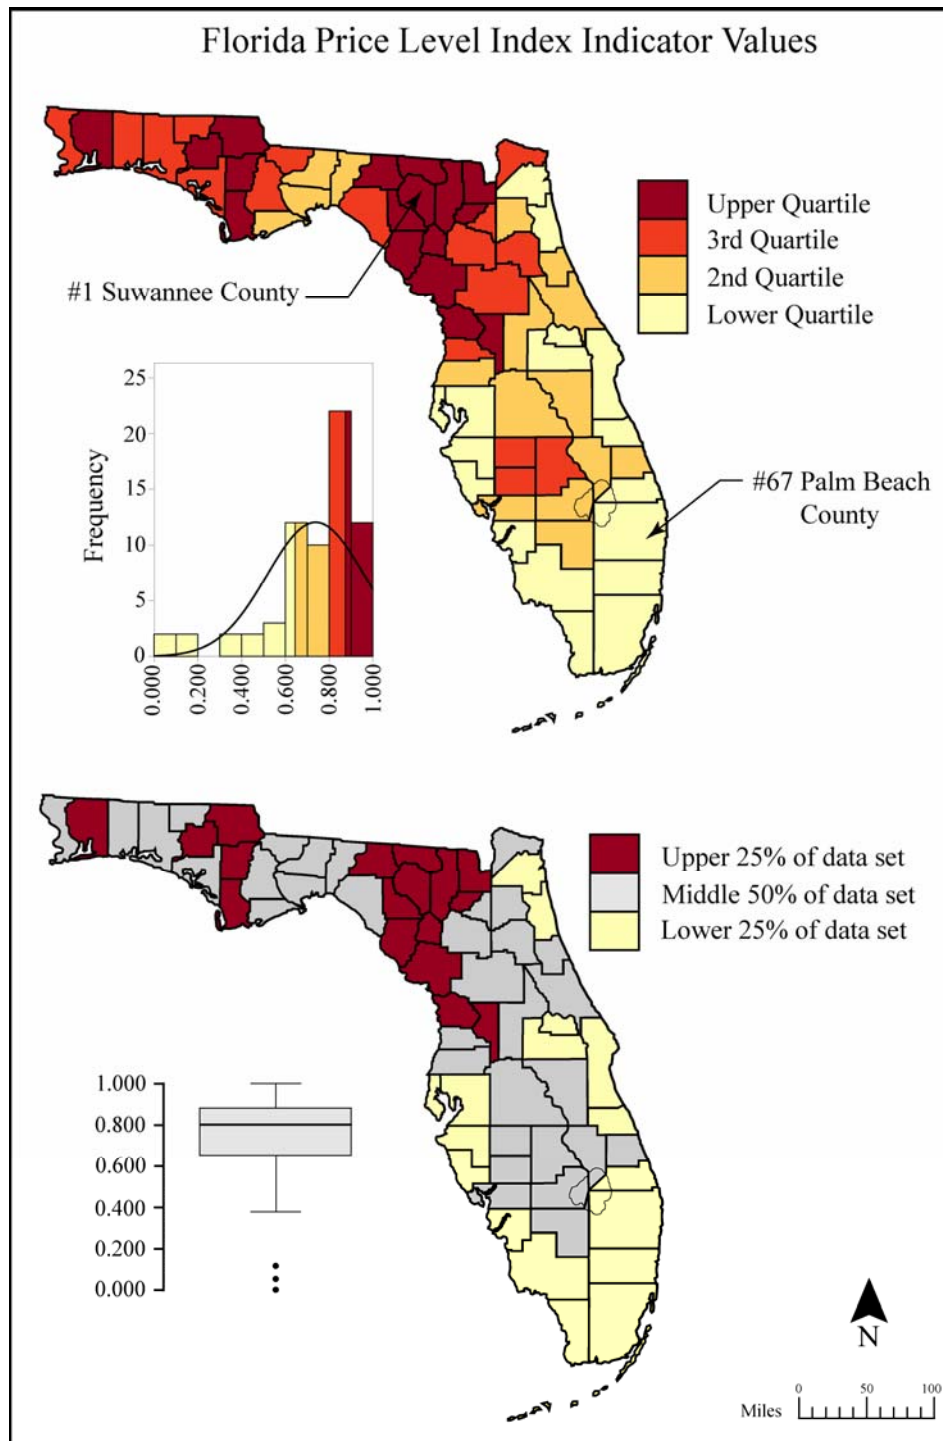 Florida Price Level Index Indicator Values
Upper Quartile
3rd Quartile
2nd Quartile
Lower Quartile
#1 Suwannee County
#67 Palm Beach
County
Frequency
25
20
15
10
5
0
0.000
0.200
0.400
0.600
0.800
1.000
Upper 25% of data set
Middle 50% of data set
Lower 25% of data set
1.000
0.800
0.600
0.400
0.200
0.000
N
0 50 100
Miles